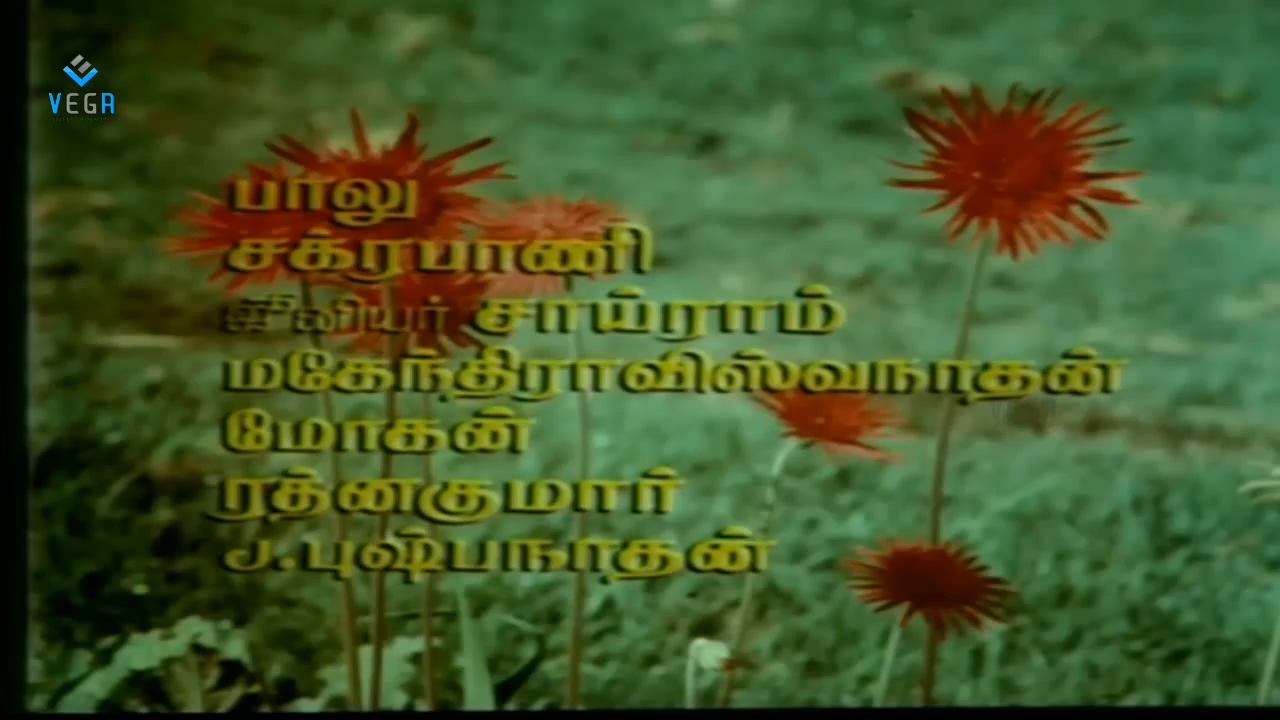 VEGA
பாலு
சக்ரபாணி
ஜூனியர் சாய்ராம்
மகேந்திராவிஸ்வநாதன்
மோகன்
ரத்னகுமார்
J.புஷ்பநாதன்